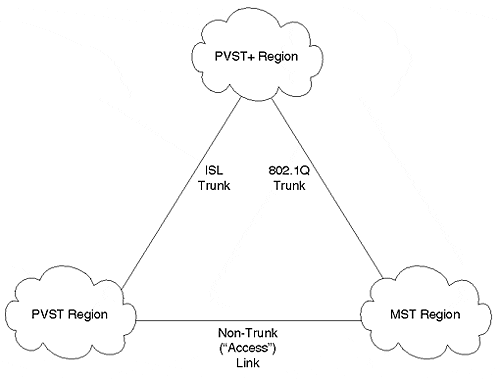 PVST+ Region
ISL
Trunk
802.1Q
Trunk
PVST Region
MST Region
Non-Trunk
(“Access”)
Link